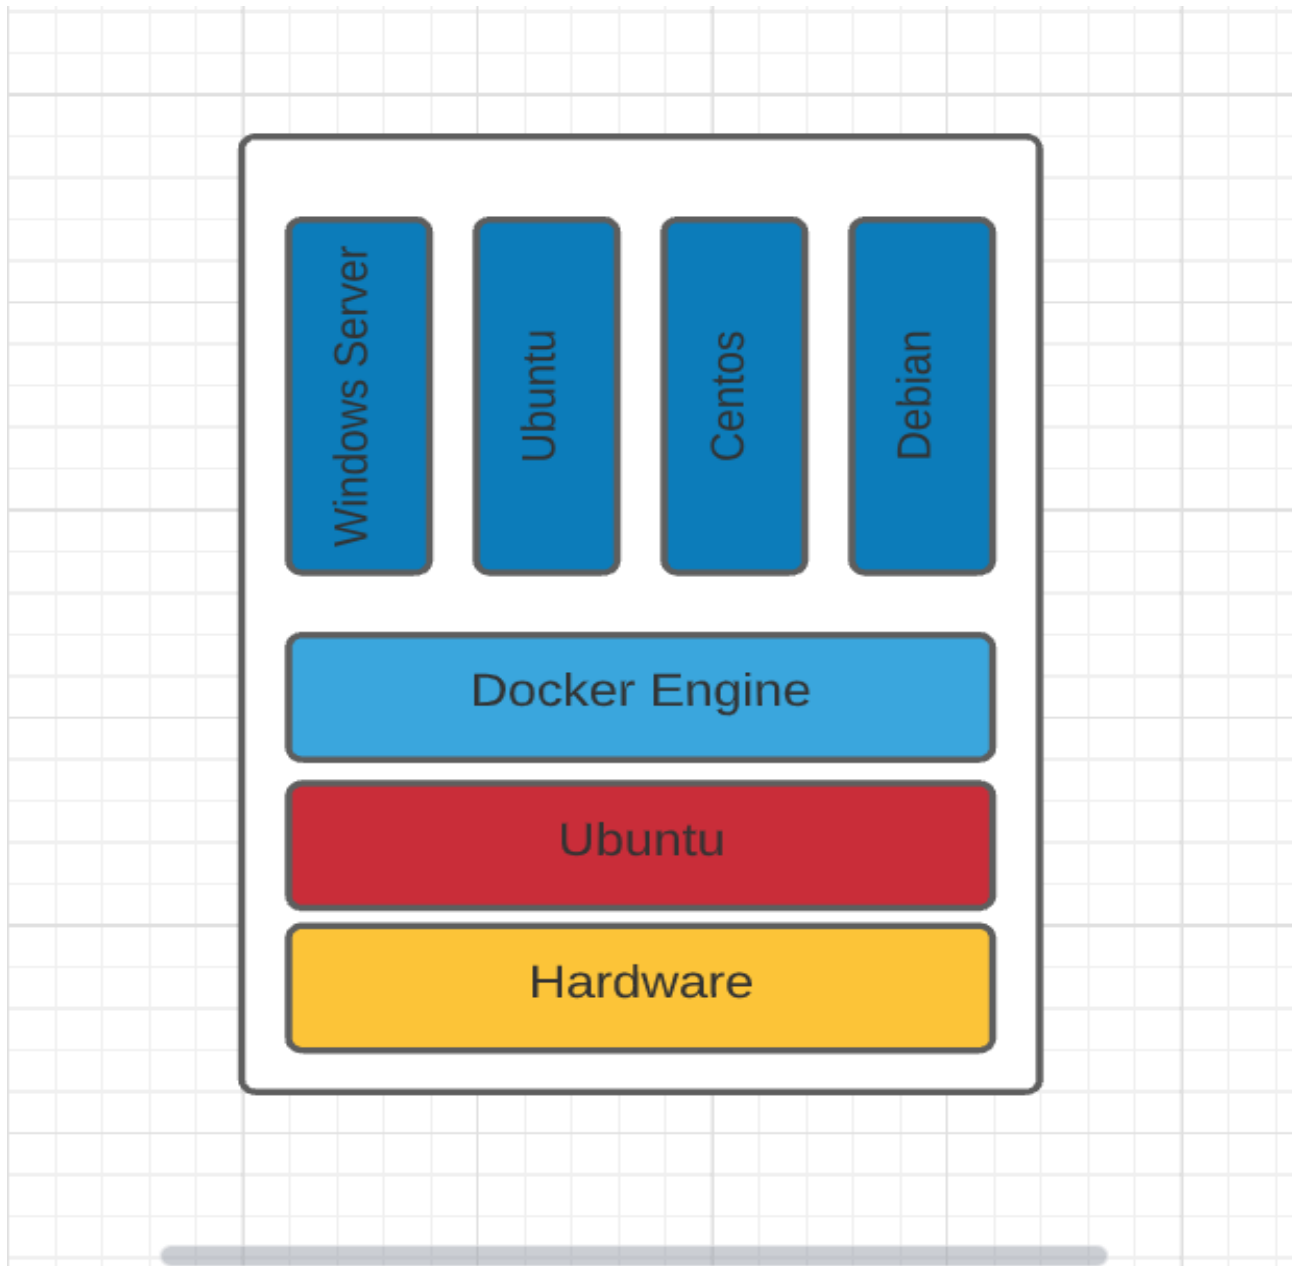 Windows Server
Ubuntu
Centos
Debian
Docker Engine
Ubuntu
Hardware